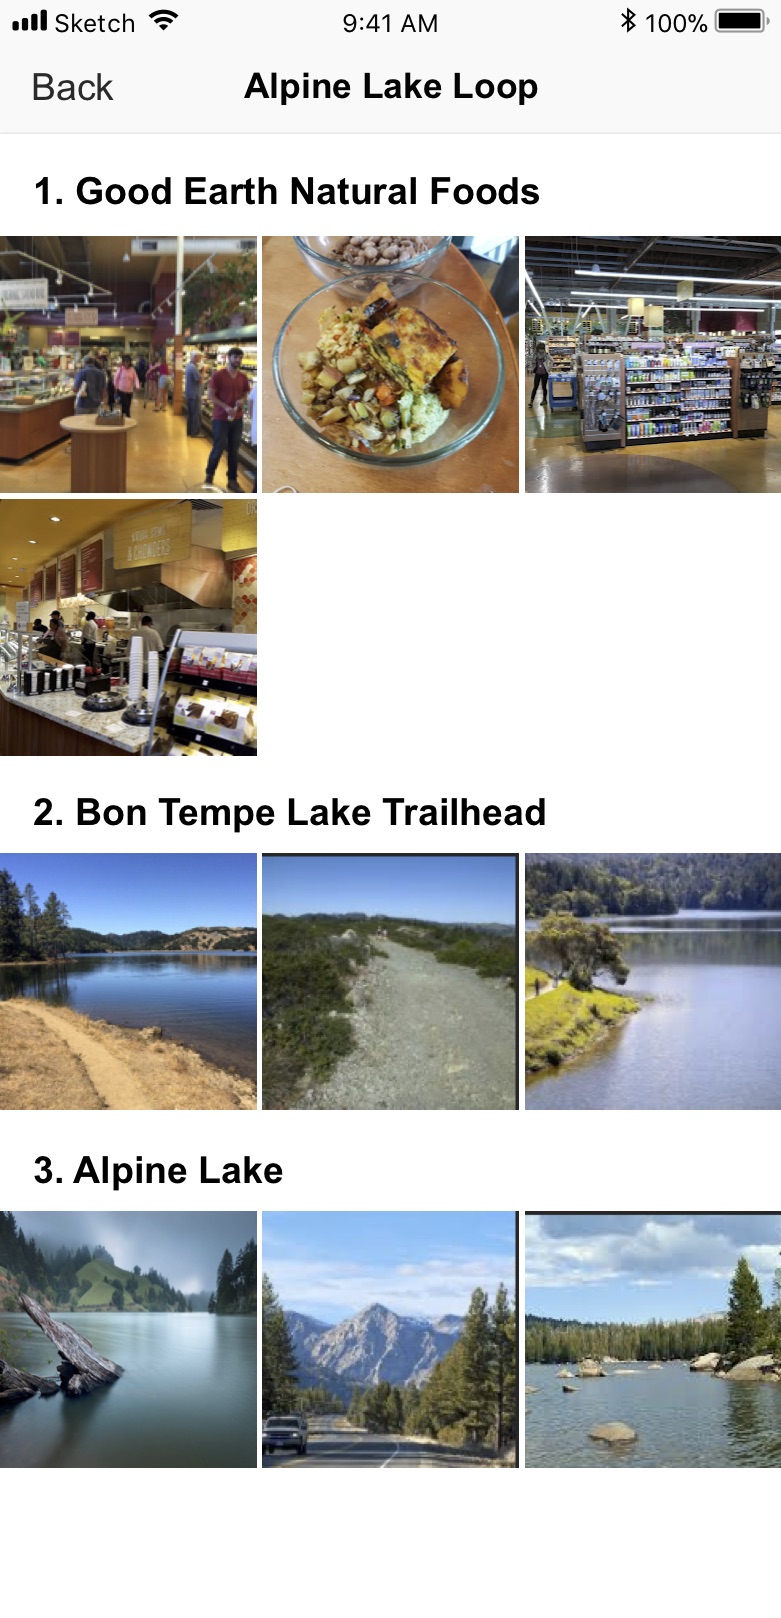 Sketch 9:41 AM 100%
Back Alpine Lake Loop
1. Good Earth Natural Foods
& CHOWDERS
2. Bon Tempe Lake Trailhead
3. Alpine Lake